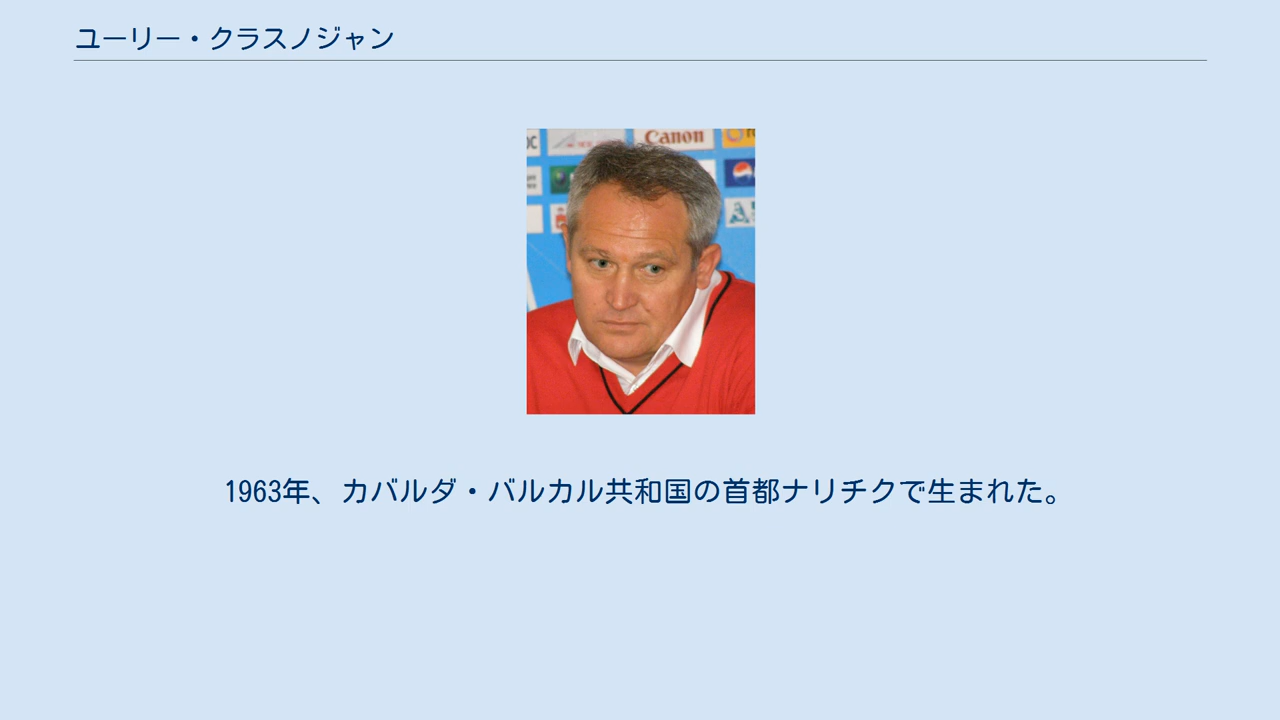 ユーリー・クラスノジャン
Canon
1963年、カバルダ・バルカル共和国の首都ナリチクで生まれた。